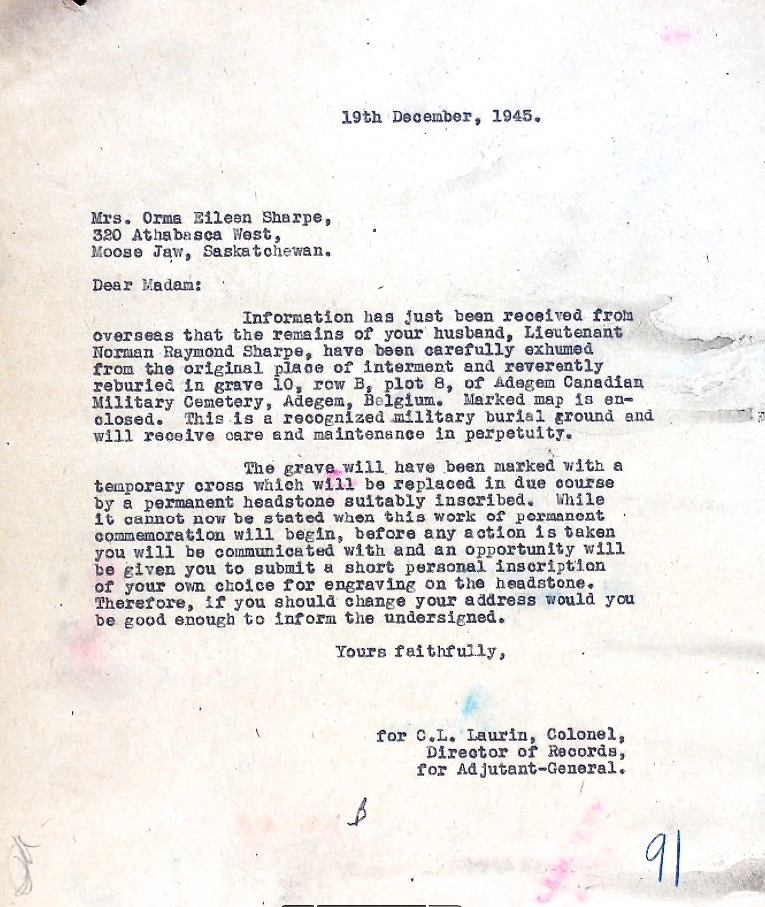 19th December, 1945.
Mrs. Orma Eileen Sharpe,
320 Athabasca West,
Moose Jaw, Saskatchewan.
Dear Madam:
Information has just been received from
overseas that the remains of your husband, Lieutenant
Norman Raymond Sharpe, have been carefully exhumed
from the original place of interment and reverently
reburied in grave 10, row B, plot 8, of Adegem Canadian
Military Cemetery, Adegem, Belgium. Marked map is en-
closed. This is a recognized military burial ground and
will receive care and maintenance in perpetuity.
The grave will have been marked with a
temporary cross which will be replaced in due course
by a permanent headstone suitably inscribed. While
it cannot now be stated when this work of permanent
commemoration will begin, before any action is taken
you will be communicated with and an opportunity will
be given you to submit a short personal inscription
of your own choice for engraving on the headstone.
Therefore, if you should change your address would you
be good enough to inform the undersigned.
Yours faithfully,
for C.L. Laurin, Colonel,
Director of Records,
for Adjutant-General.
91